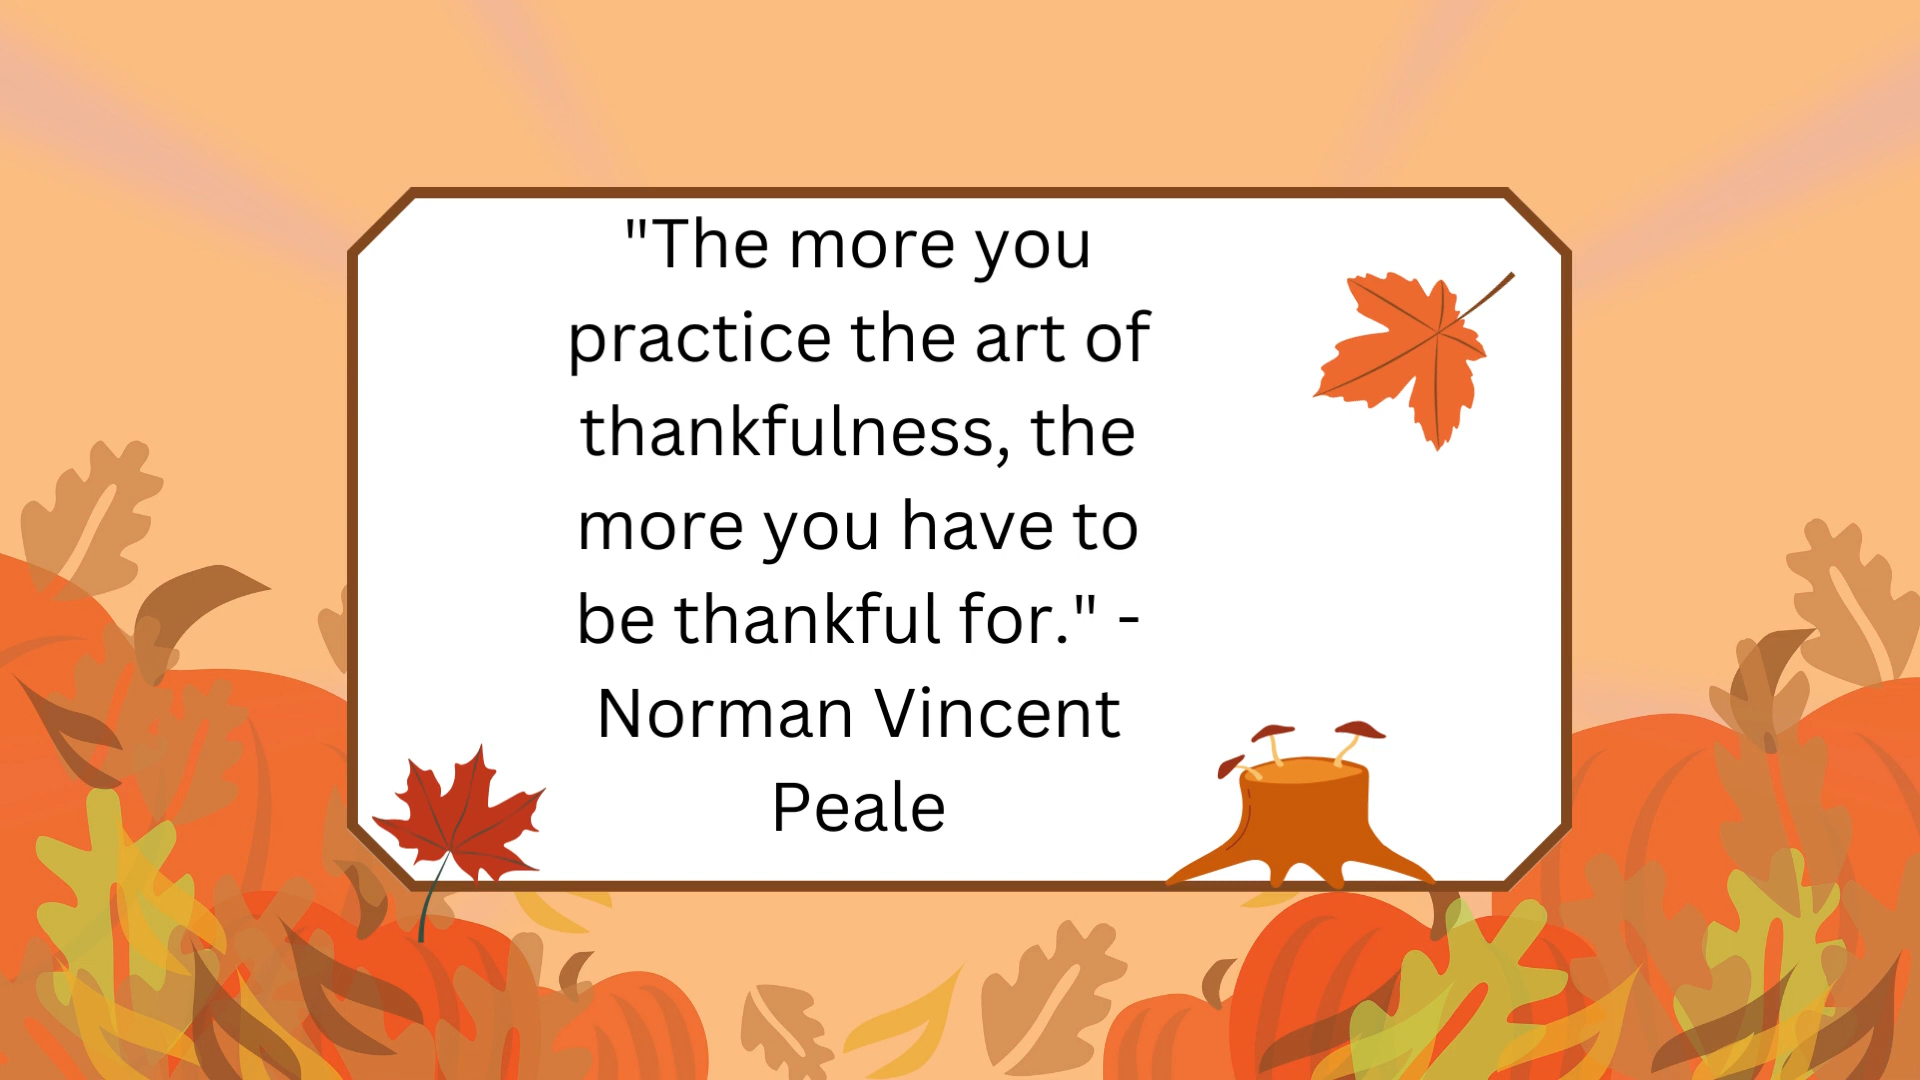 "The more you
practice the art of
thankfulness, the
more you have to
be thankful for." -
Norman Vincent
Peale